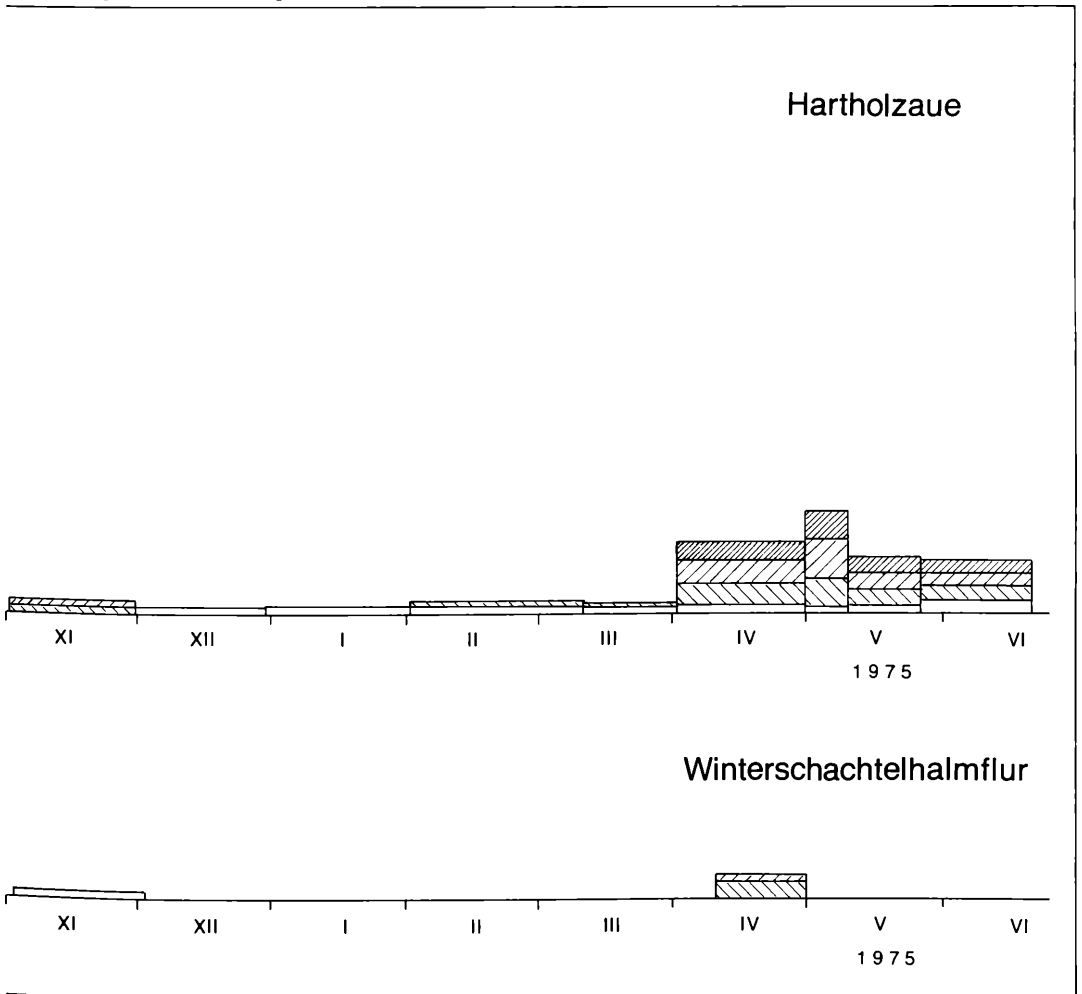 Hartholzaue
XI XII I II III IV V VI
1975
Winterschachtelhalmflur
XI XII I II III IV V VI
1975